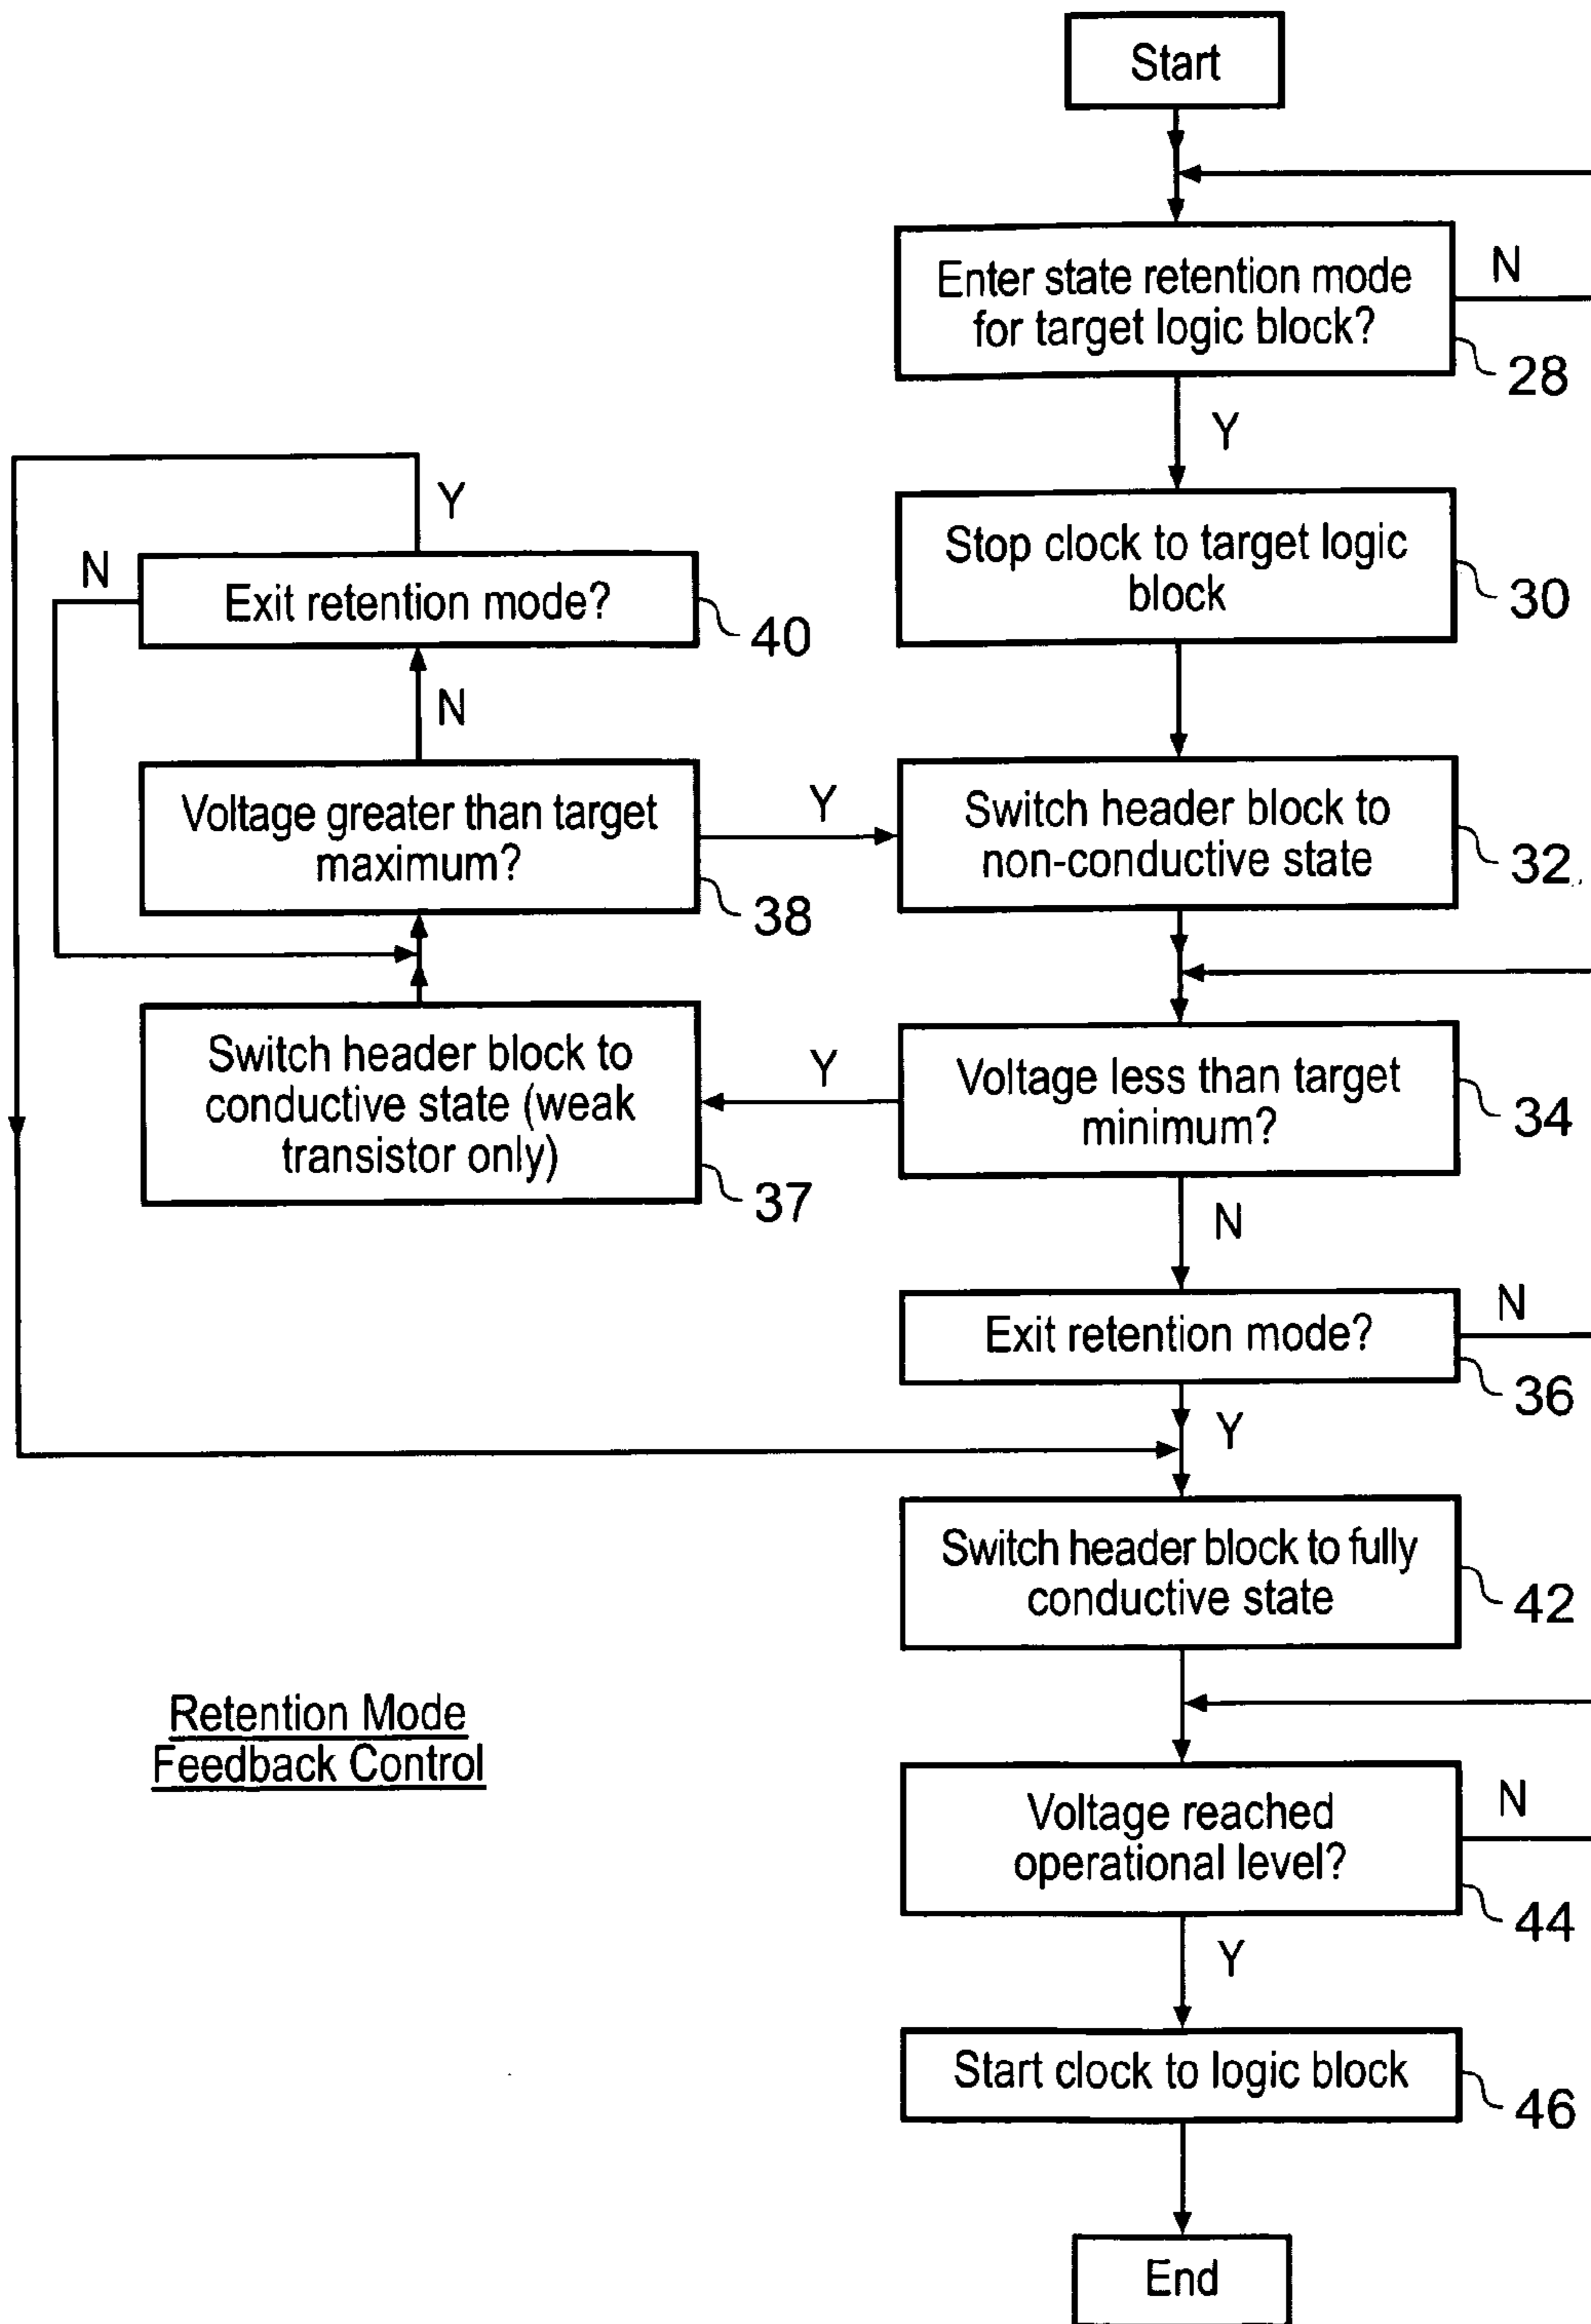 Start
Enter state retention mode
for target logic block?
N
28
Y
Stop clock to target logic
block
30
Y
N
Exit retention mode?
40
N
Voltage greater than target
maximum?
38
Y
Switch header block to
non-conductive state
32
Switch header block to
conductive state (weak
transistor only)
37
Y
Voltage less than target
minimum?
34
N
Exit retention mode?
N
36
Y
Switch header block to fully
conductive state
42
Retention Mode
Feedback Control
Voltage reached
operational level?
N
44
Y
Start clock to logic block
46
End